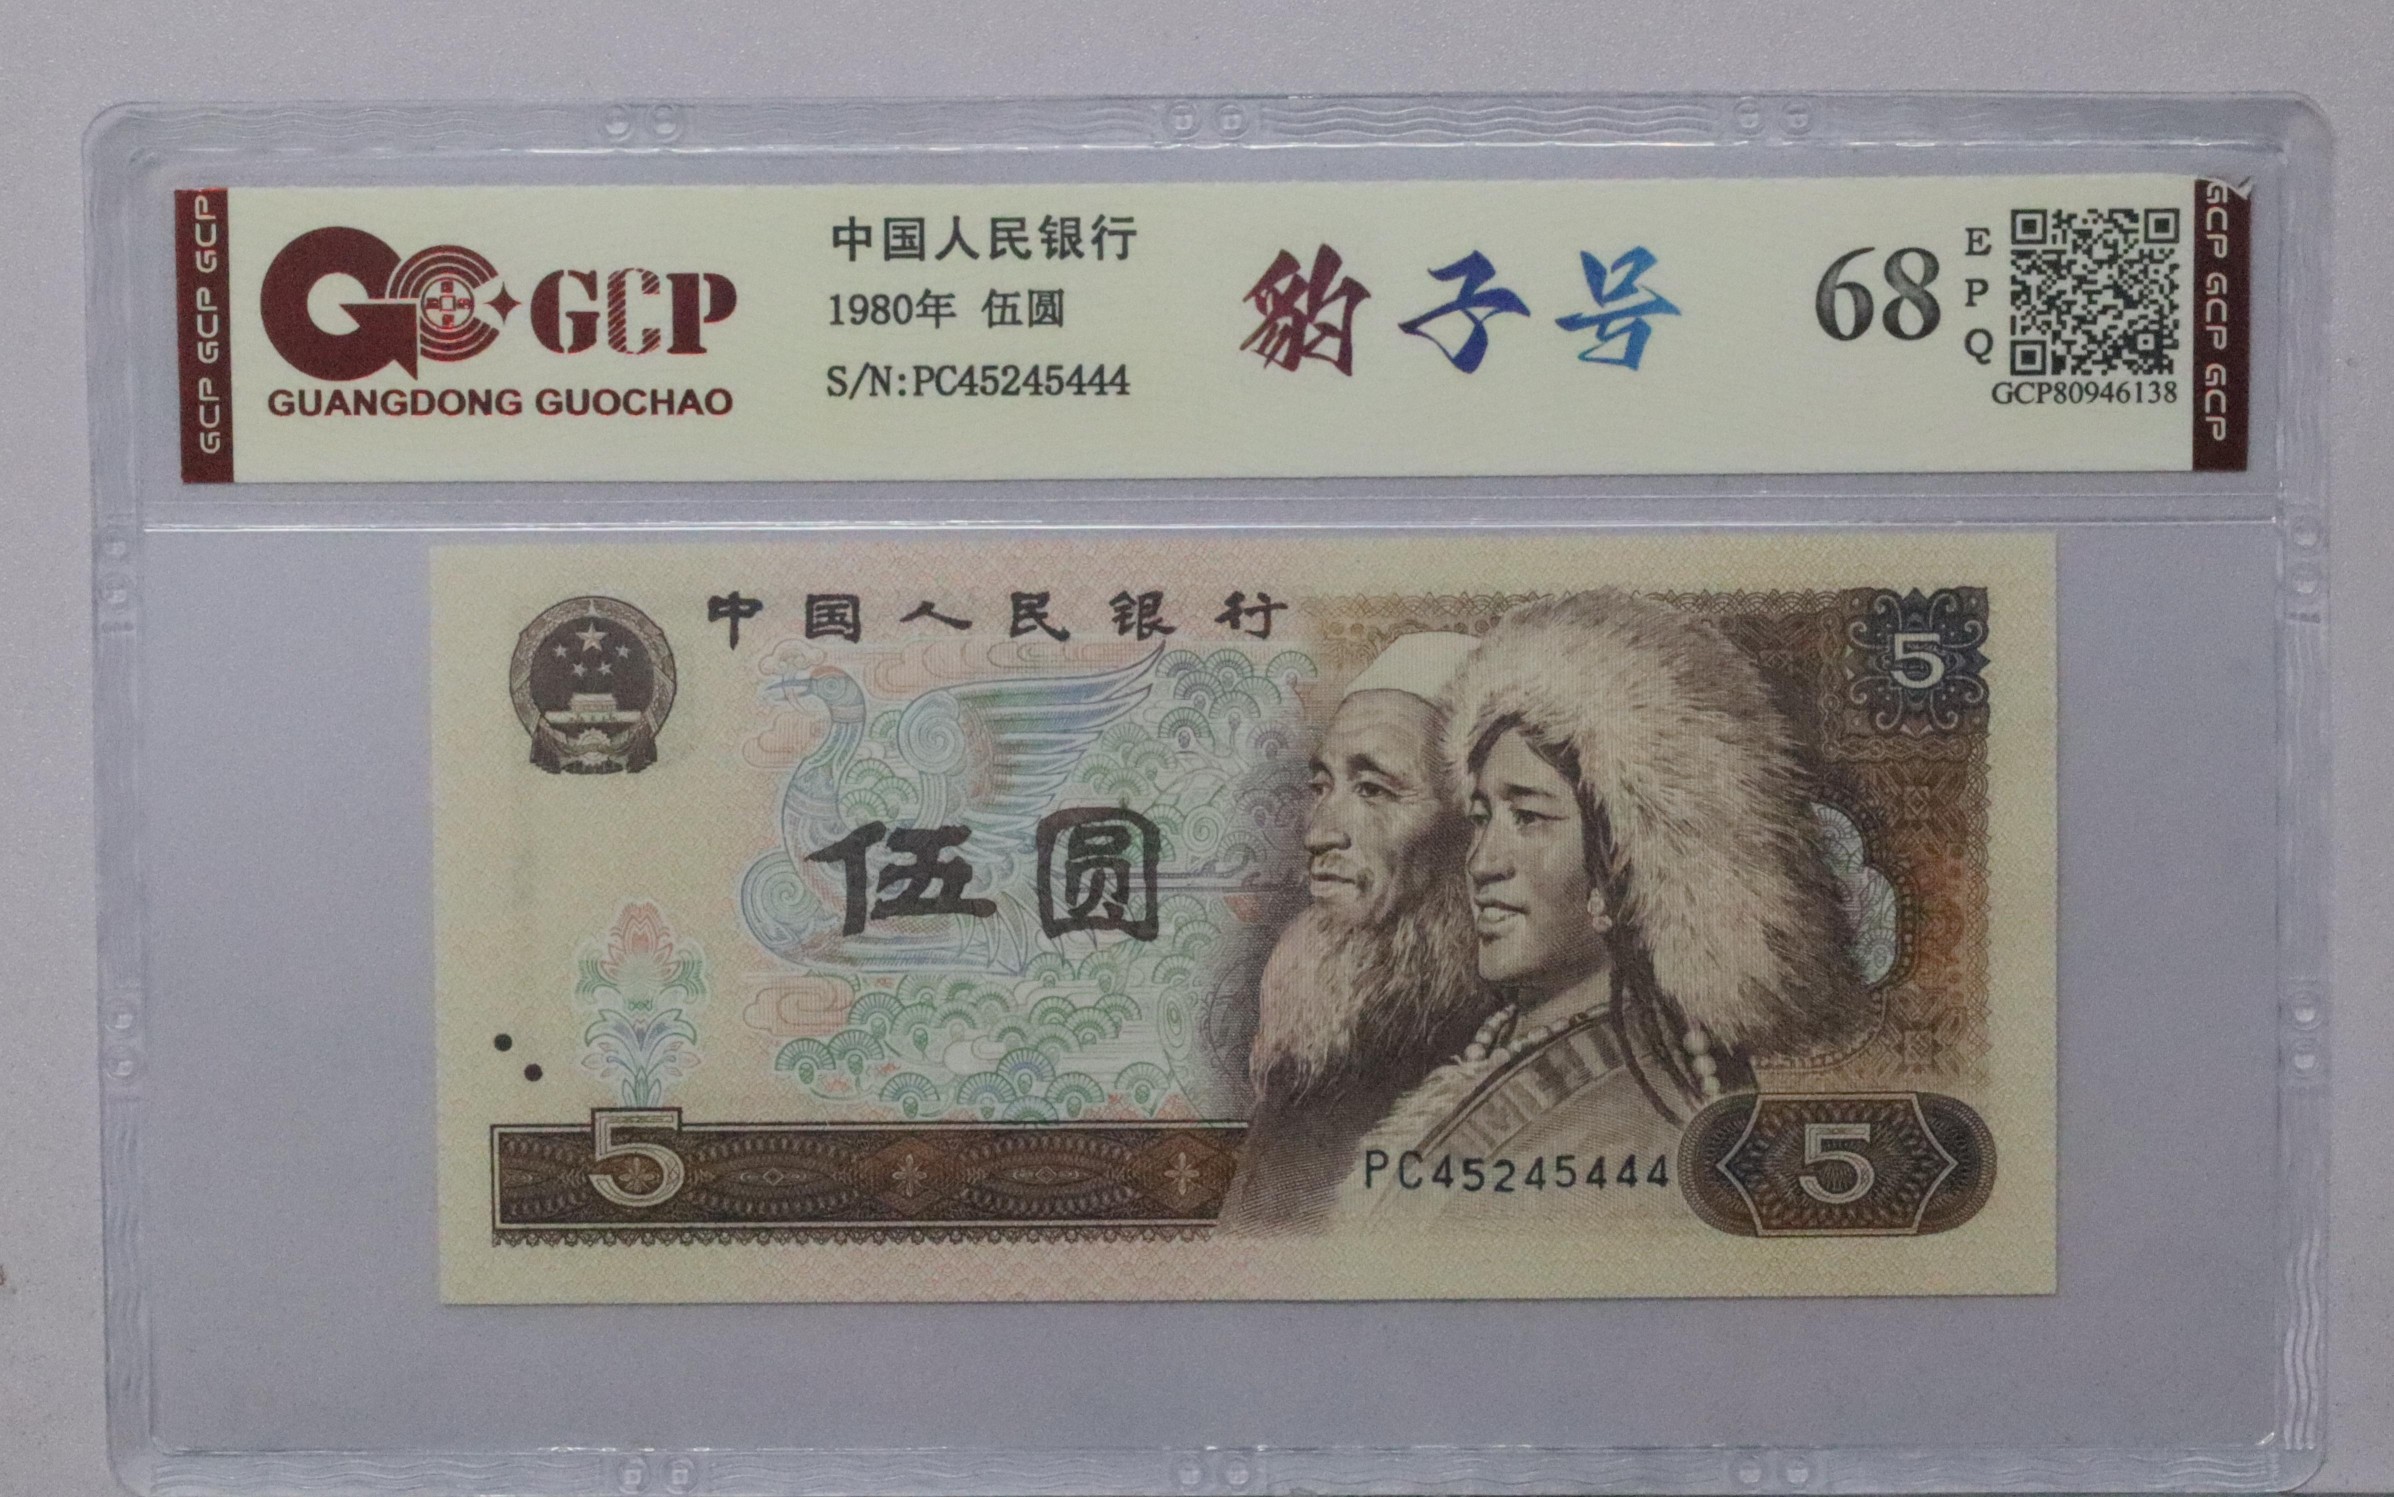 GCP GCP GCP
GCP
GUANGDONG GUOCHAO
中国人民银行
1980年 伍圆
S/N:PC45245444
豹子号
68
EPQ
GCP80946138
GCP GCP GCP
中国人民银行
5
伍圆
5
PC45245444
5